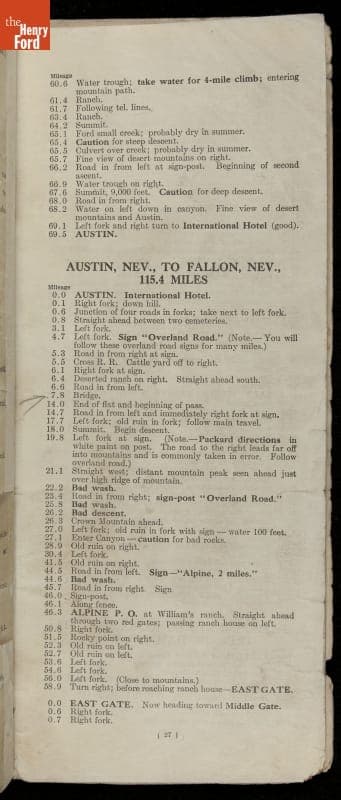 the
Henry
Ford
Mileage
60.6 Water trough; take water for 4-mile climb; entering
mountain path.
61.4 Ranch.
61.7 Following tel. lines.
63.4 Ranch.
64.2 Summit.
65.1 Ford small creek; probably dry in summer.
65.4 Caution for steep descent.
65.5 Culvert over creek; probably dry in summer.
65.7 Fine view of desert mountains on right.
66.2 Road in from left at sign-post. Beginning of second
ascent.
66.9 Water trough on right.
67.6 Summit, 9,000 feet. Caution for deep descent.
68.0 Road in from right.
68.2 Water on left down in canyon. Fine view of desert
mountains and Austin.
69.1 Left fork and right turn to International Hotel (good).
69.5 AUSTIN.
AUSTIN, NEV., TO FALLON, NEV.,
115.4 MILES
Mileage
0.0 AUSTIN. International Hotel.
0.1 Right fork; down hill.
0.6 Junction of four roads in forks; take next to left fork.
0.8 Straight ahead between two cemeteries.
3.1 Left fork.
4.7 Left fork. Sign "Overland Road." (Note.—You will
follow these overland road signs for many miles.)
5.3 Road in from right at sign.
5.5 Cross R. R. Cattle yard off to right.
6.1 Right fork at sign.
6.4 Deserted ranch on right. Straight ahead south.
6.6 Road in from left.
7.8 Bridge.
14.0 End of flat and beginning of pass.
14.7 Road in from left and immediately right fork at sign.
17.7 Left fork; old ruin in fork; follow main travel.
18.0 Summit. Begin descent.
19.8 Left fork at sign. (Note.—Packard directions in
white paint on post. The road to the right leads far off
into mountains and is commonly taken in error. Follow
overland road.)
21.1 Straight west; distant mountain peak seen ahead just
over high ridge of mountain.
22.2 Bad wash.
23.4 Road in from right; sign-post "Overland Road."
25.8 Bad wash.
26.2 Bad descent.
26.3 Crown Mountain ahead.
27.0 Left fork; old ruin in fork with sign—water 100 feet.
27.1 Enter Canyon—caution for bad rocks.
28.9 Old ruin on right.
30.4 Left fork.
41.5 Old ruin on right.
44.5 Road in from left. Sign—"Alpine, 2 miles."
44.6 Bad wash.
45.7 Road in from right. Sign
46.0 Sign-post.
46.1 Along fence.
46.3 ALPINE P. O. at William's ranch. Straight ahead
through two red gates; passing ranch house on left.
50.8 Right fork.
51.5 Rocky point on right.
52.3 Old ruin on left.
52.7 Old ruin on left.
53.6 Left fork.
54.6 Left fork.
56.0 Left fork. (Close to mountains.)
58.9 Turn right; before reaching ranch house—EAST GATE.
0.0 EAST GATE. Now heading toward Middle Gate.
0.6 Right fork.
0.7 Right fork.
[ 27 ]